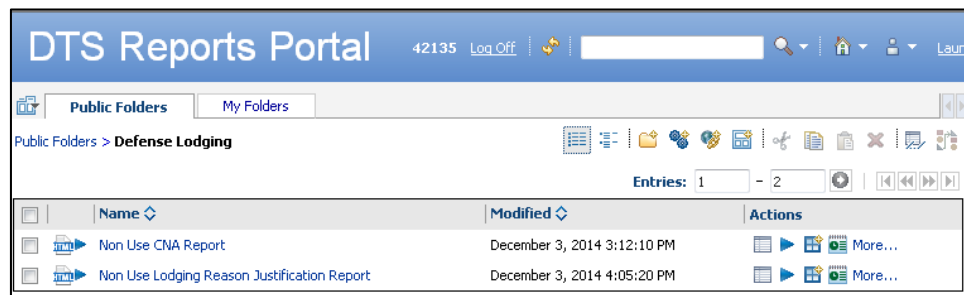 DTS Reports Portal 42135 Log Off Laun
Public Folders My Folders
Public Folders > Defense Lodging
Entries: 1 - 2
Name Modified Actions
Non Use CNA Report December 3, 2014 3:12:10 PM More...
Non Use Lodging Reason Justification Report December 3, 2014 4:05:20 PM More...